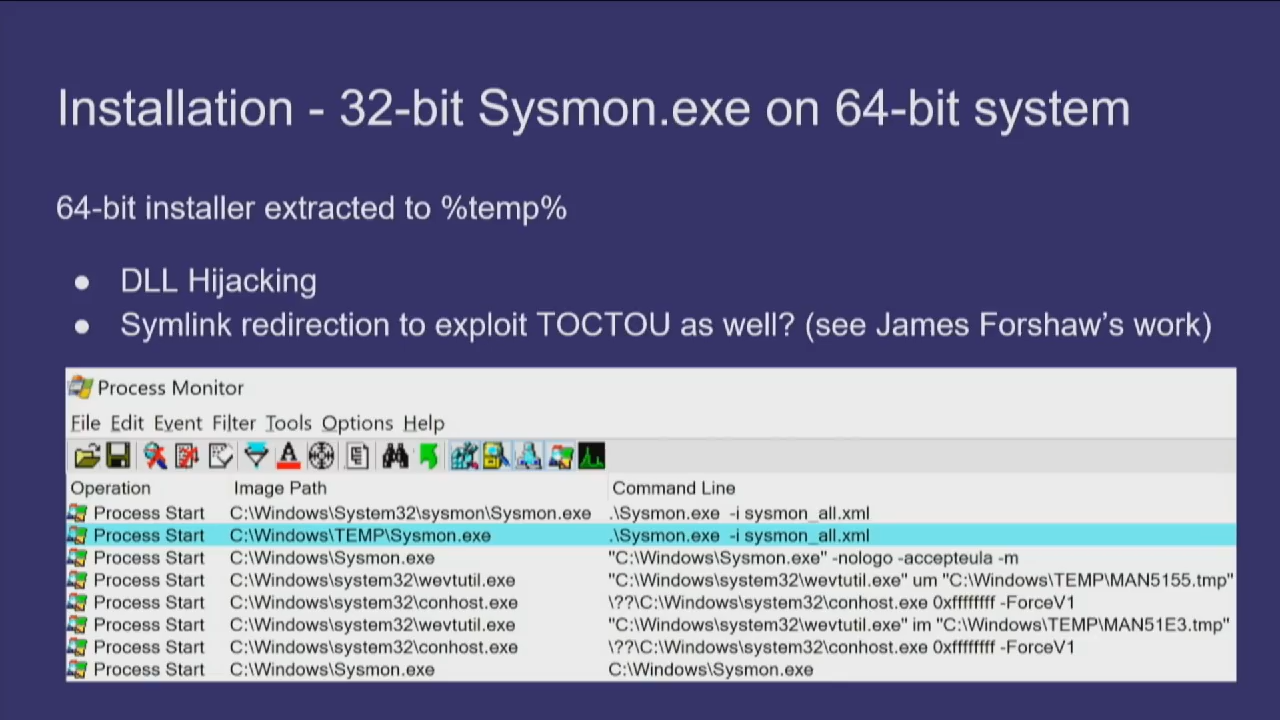 Installation - 32-bit Sysmon.exe on 64-bit system
64-bit installer extracted to %temp%
● DLL Hijacking
● Symlink redirection to exploit TOCTOU as well? (see James Forshaw's work)
Process Monitor
File Edit Event Filter Tools Options Help
Operation Image Path Command Line
Process Start C:\Windows\System32\sysmon\Sysmon.exe .\Sysmon.exe -i sysmon_all.xml
Process Start C:\Windows\TEMP\Sysmon.exe .\Sysmon.exe -i sysmon_all.xml
Process Start C:\Windows\Sysmon.exe "C:\Windows\Sysmon.exe" -nologo -accepteula -m
Process Start C:\Windows\system32\wevtutil.exe "C:\Windows\system32\wevtutil.exe" um "C:\Windows\TEMP\MAN5155.tmp"
Process Start C:\Windows\system32\conhost.exe \??\C:\Windows\system32\conhost.exe 0xffffffff -ForceV1
Process Start C:\Windows\system32\wevtutil.exe "C:\Windows\system32\wevtutil.exe" im "C:\Windows\TEMP\MAN51E3.tmp"
Process Start C:\Windows\system32\conhost.exe \??\C:\Windows\system32\conhost.exe 0xffffffff -ForceV1
Process Start C:\Windows\Sysmon.exe C:\Windows\Sysmon.exe